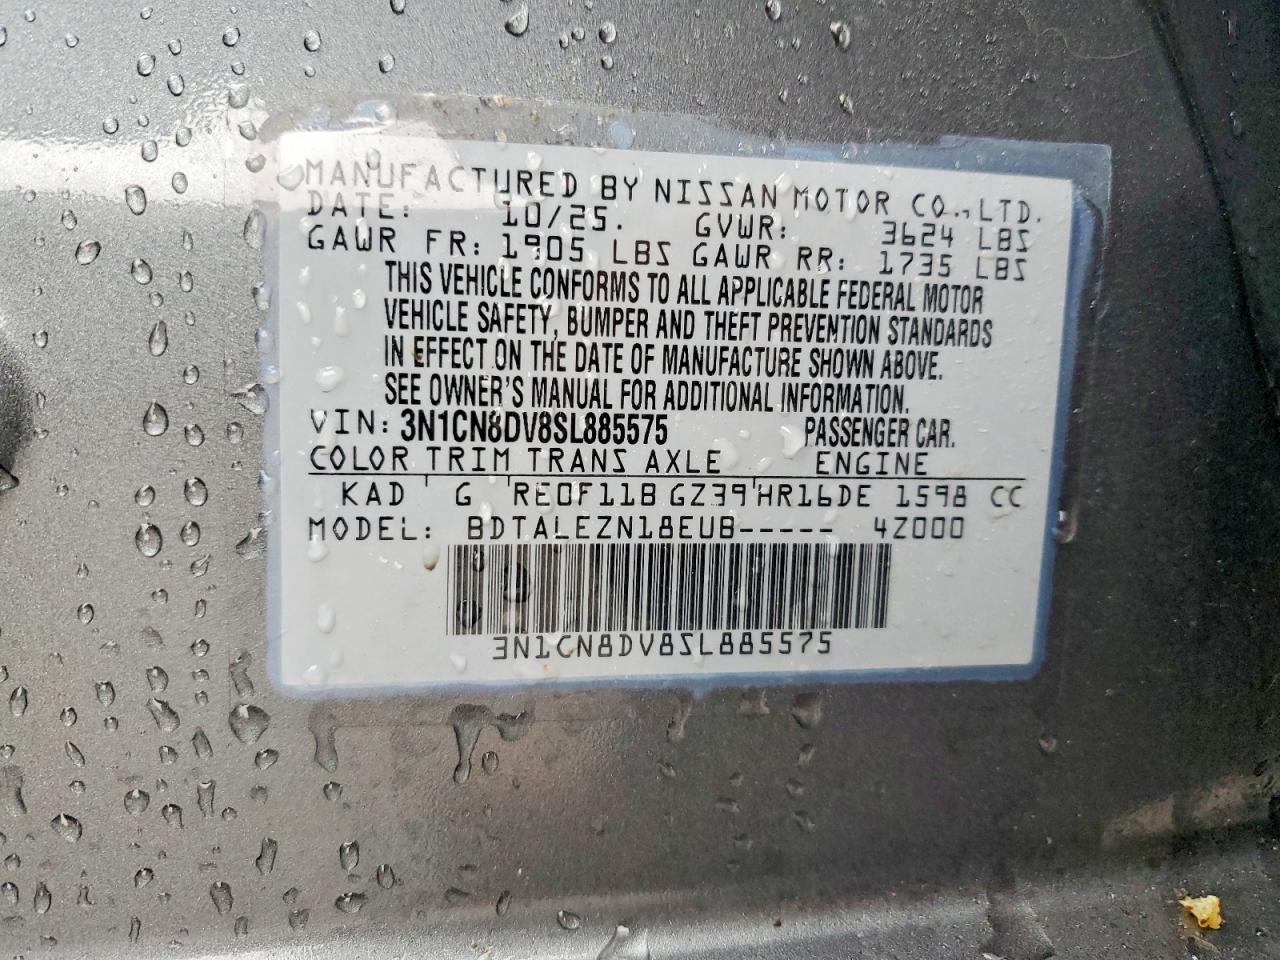 MANUFACTURED BY NISSAN MOTOR CO.,LTD.
DATE: 10/25. GVWR: 3624 LBS
GAWR FR: 1905 LBS GAWR RR: 1735 LBS
THIS VEHICLE CONFORMS TO ALL APPLICABLE FEDERAL MOTOR
VEHICLE SAFETY, BUMPER AND THEFT PREVENTION STANDARDS
IN EFFECT ON THE DATE OF MANUFACTURE SHOWN ABOVE.
SEE OWNER'S MANUAL FOR ADDITIONAL INFORMATION.
VIN: 3N1CN8DV8SL885575 PASSENGER CAR.
COLOR TRIM TRANS AXLE ENGINE
KAD G RE0F11B GZ39 HR16DE 1598 CC
MODEL: BDTALEZN18EUB----- 4Z000
3N1CN8DV8SL885575